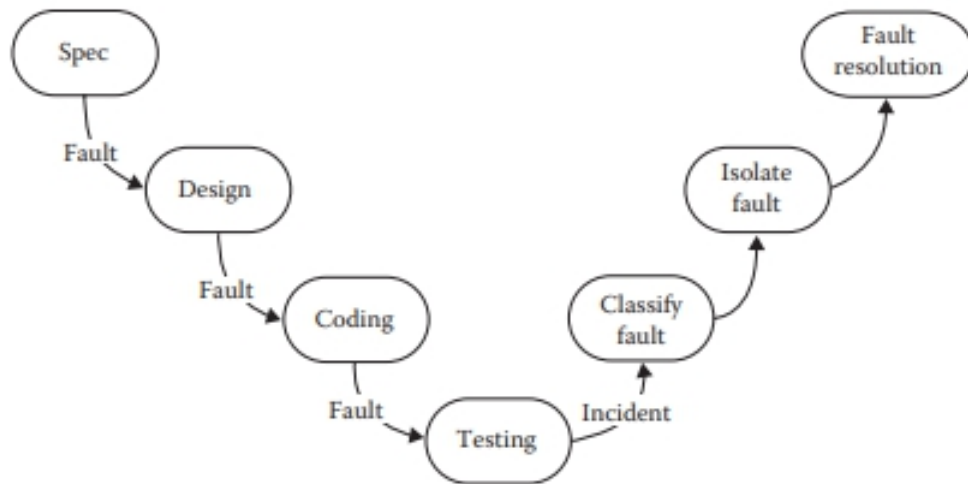 Spec
Fault
Design
Fault
Coding
Fault
Testing
Incident
Classify
fault
Isolate
fault
Fault
resolution